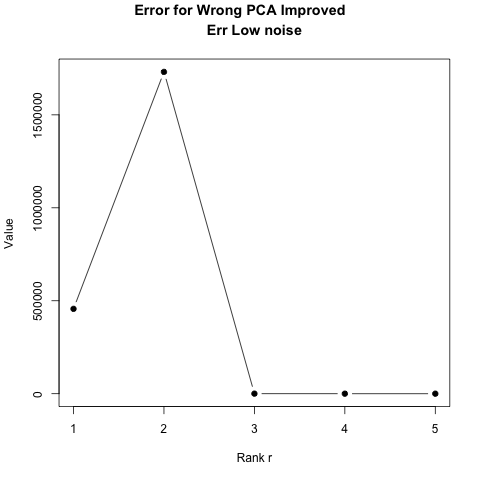 Error for Wrong PCA Improved
Err Low noise
Value
1500000
1000000
500000
0
1 2 3 4 5
Rank r